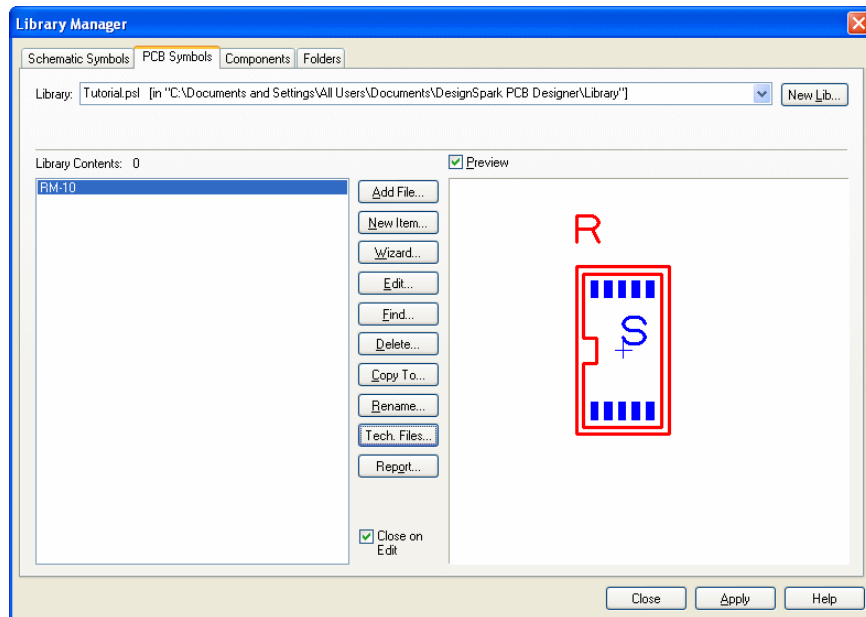 Library Manager
Schematic Symbols PCB Symbols Components Folders
Library: Tutorial.psl [in "C:\Documents and Settings\All Users\Documents\DesignSpark PCB Designer\Library"] New Lib...
Library Contents: 0 Preview
RM-10
Add File...
New Item...
Wizard...
Edit...
Find...
Delete...
Copy To...
Rename...
Tech. Files...
Report...
Close on
Edit
R
S
Close Apply Help